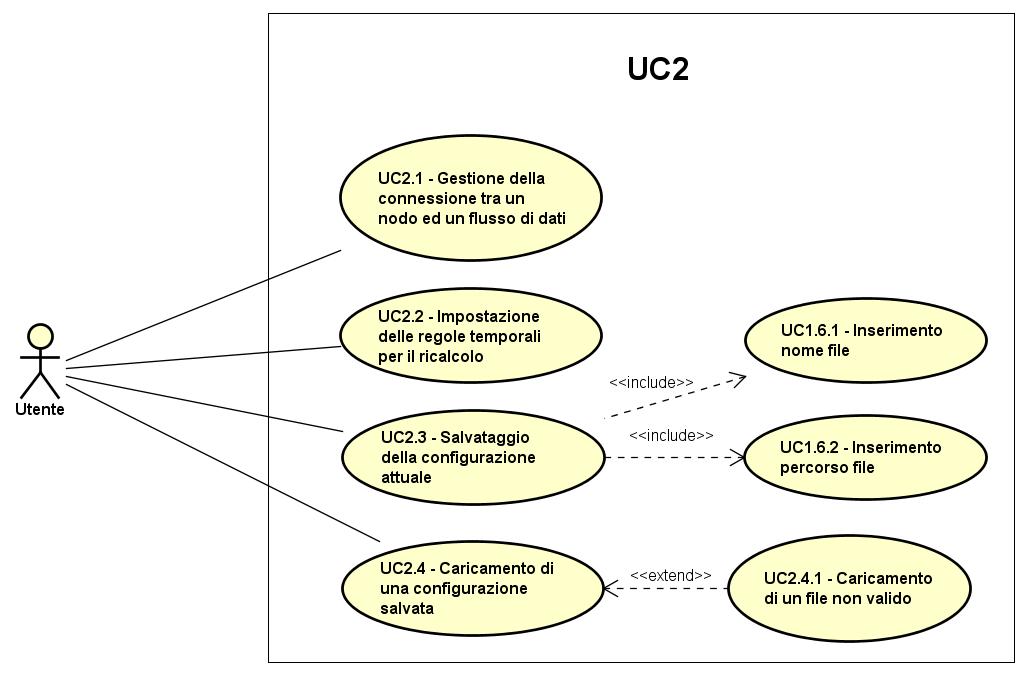 UC2
UC2.1 - Gestione della
connessione tra un
nodo ed un flusso di dati
UC2.2 - Impostazione
delle regole temporali
per il ricalcolo
UC1.6.1 - Inserimento
nome file
<<include>>
Utente
UC2.3 - Salvataggio
della configurazione
attuale
<<include>>
UC1.6.2 - Inserimento
percorso file
UC2.4 - Caricamento di
una configurazione
salvata
<<extend>>
UC2.4.1 - Caricamento
di un file non valido